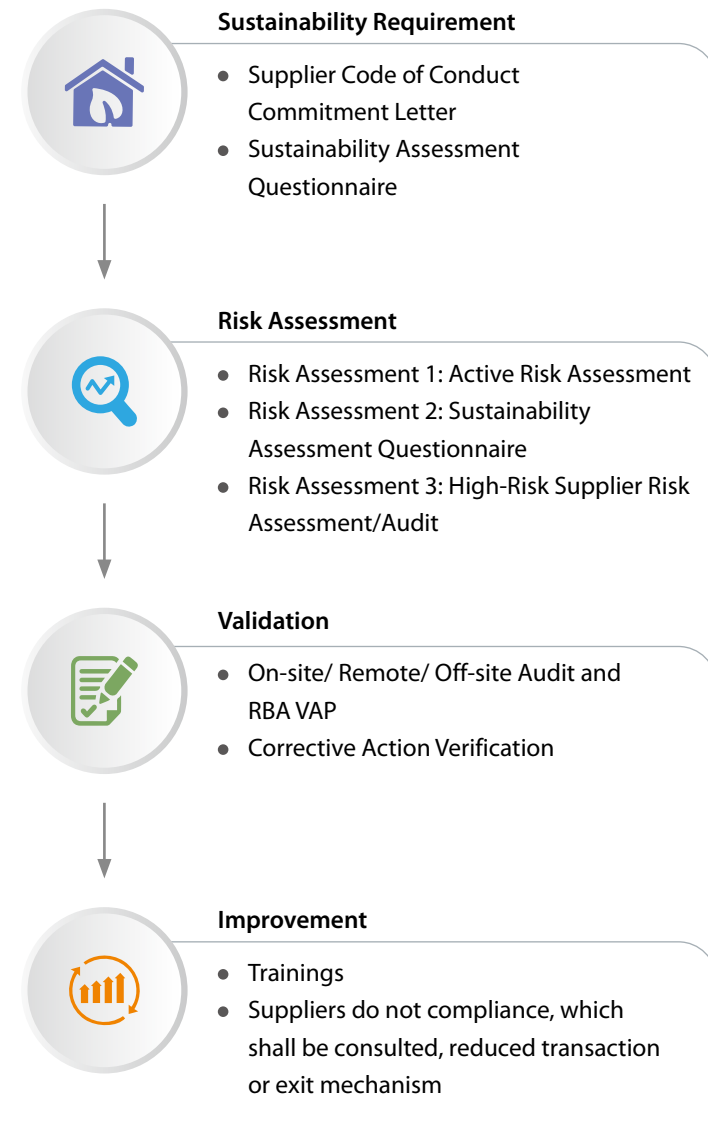 Sustainability Requirement
● Supplier Code of Conduct
Commitment Letter
● Sustainability Assessment
Questionnaire
Risk Assessment
● Risk Assessment 1: Active Risk Assessment
● Risk Assessment 2: Sustainability
Assessment Questionnaire
● Risk Assessment 3: High-Risk Supplier Risk
Assessment/Audit
Validation
● On-site/ Remote/ Off-site Audit and
RBA VAP
● Corrective Action Verification
Improvement
● Trainings
● Suppliers do not compliance, which
shall be consulted, reduced transaction
or exit mechanism